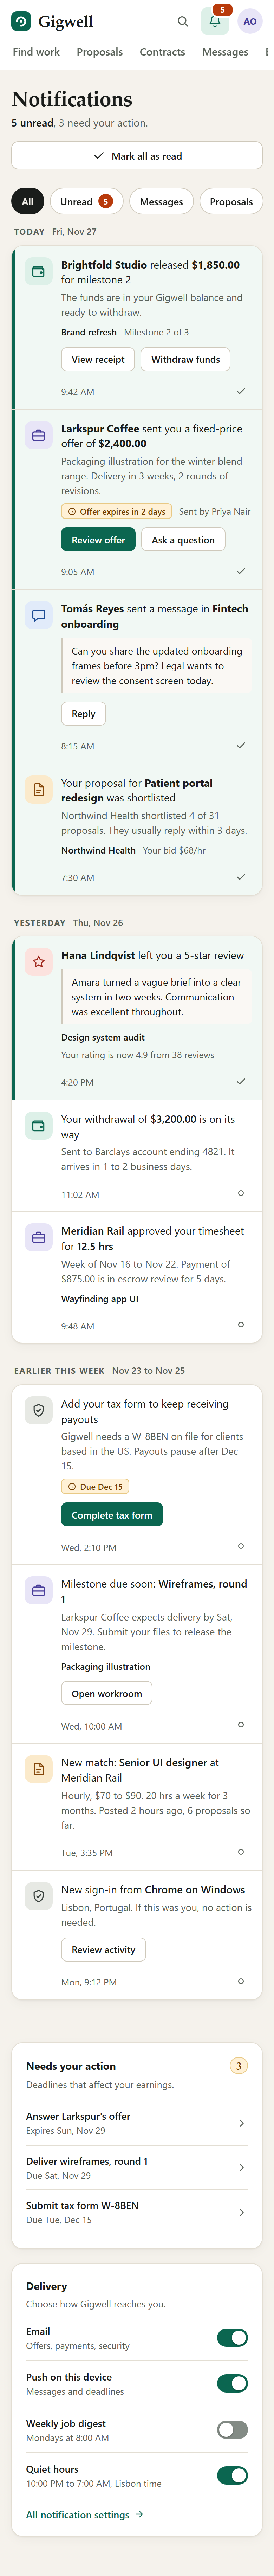 Gigwell
5
AO
Find work Proposals Contracts Messages
Notifications
5 unread, 3 need your action.
Mark all as read
All Unread 5 Messages Proposals
TODAY Fri, Nov 27
Brightfold Studio released $1,850.00
for milestone 2
The funds are in your Gigwell balance and
ready to withdraw.
Brand refresh Milestone 2 of 3
View receipt Withdraw funds
9:42 AM
Larkspur Coffee sent you a fixed-price
offer of $2,400.00
Packaging illustration for the winter blend
range. Delivery in 3 weeks, 2 rounds of
revisions.
Offer expires in 2 days Sent by Priya Nair
Review offer Ask a question
9:05 AM
Tomás Reyes sent a message in Fintech
onboarding
Can you share the updated onboarding
frames before 3pm? Legal wants to
review the consent screen today.
Reply
8:15 AM
Your proposal for Patient portal
redesign was shortlisted
Northwind Health shortlisted 4 of 31
proposals. They usually reply within 3 days.
Northwind Health Your bid $68/hr
7:30 AM
YESTERDAY Thu, Nov 26
Hana Lindqvist left you a 5-star review
Amara turned a vague brief into a clear
system in two weeks. Communication
was excellent throughout.
Design system audit
Your rating is now 4.9 from 38 reviews
4:20 PM
Your withdrawal of $3,200.00 is on its
way
Sent to Barclays account ending 4821. It
arrives in 1 to 2 business days.
11:02 AM
Meridian Rail approved your timesheet
for 12.5 hrs
Week of Nov 16 to Nov 22. Payment of
$875.00 is in escrow review for 5 days.
Wayfinding app UI
9:48 AM
EARLIER THIS WEEK Nov 23 to Nov 25
Add your tax form to keep receiving
payouts
Gigwell needs a W-8BEN on file for clients
based in the US. Payouts pause after Dec
15.
Due Dec 15
Complete tax form
Wed, 2:10 PM
Milestone due soon: Wireframes, round
1
Larkspur Coffee expects delivery by Sat,
Nov 29. Submit your files to release the
milestone.
Packaging illustration
Open workroom
Wed, 10:00 AM
New match: Senior UI designer at
Meridian Rail
Hourly, $70 to $90. 20 hrs a week for 3
months. Posted 2 hours ago, 6 proposals so
far.
Tue, 3:35 PM
New sign-in from Chrome on Windows
Lisbon, Portugal. If this was you, no action is
needed.
Review activity
Mon, 9:12 PM
Needs your action 3
Deadlines that affect your earnings.
Answer Larkspur's offer
Expires Sun, Nov 29
Deliver wireframes, round 1
Due Sat, Nov 29
Submit tax form W-8BEN
Due Tue, Dec 15
Delivery
Choose how Gigwell reaches you.
Email
Offers, payments, security
Push on this device
Messages and deadlines
Weekly job digest
Mondays at 8:00 AM
Quiet hours
10:00 PM to 7:00 AM, Lisbon time
All notification settings